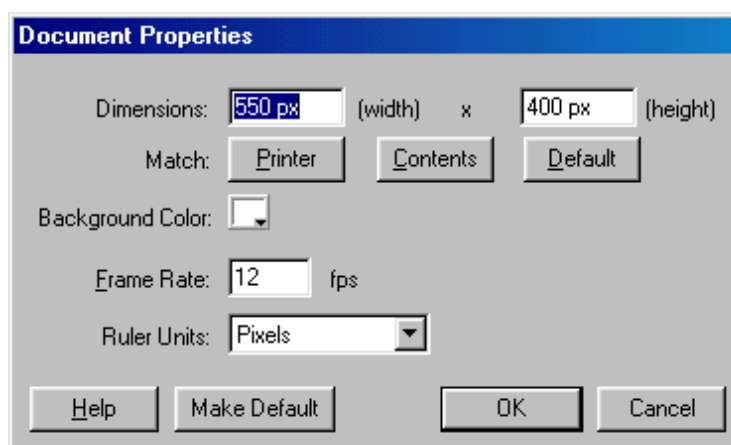 Document Properties
Dimensions: 550 px (width) x 400 px (height)
Match: Printer Contents Default
Background Color:
Frame Rate: 12 fps
Ruler Units: Pixels
Help Make Default OK Cancel